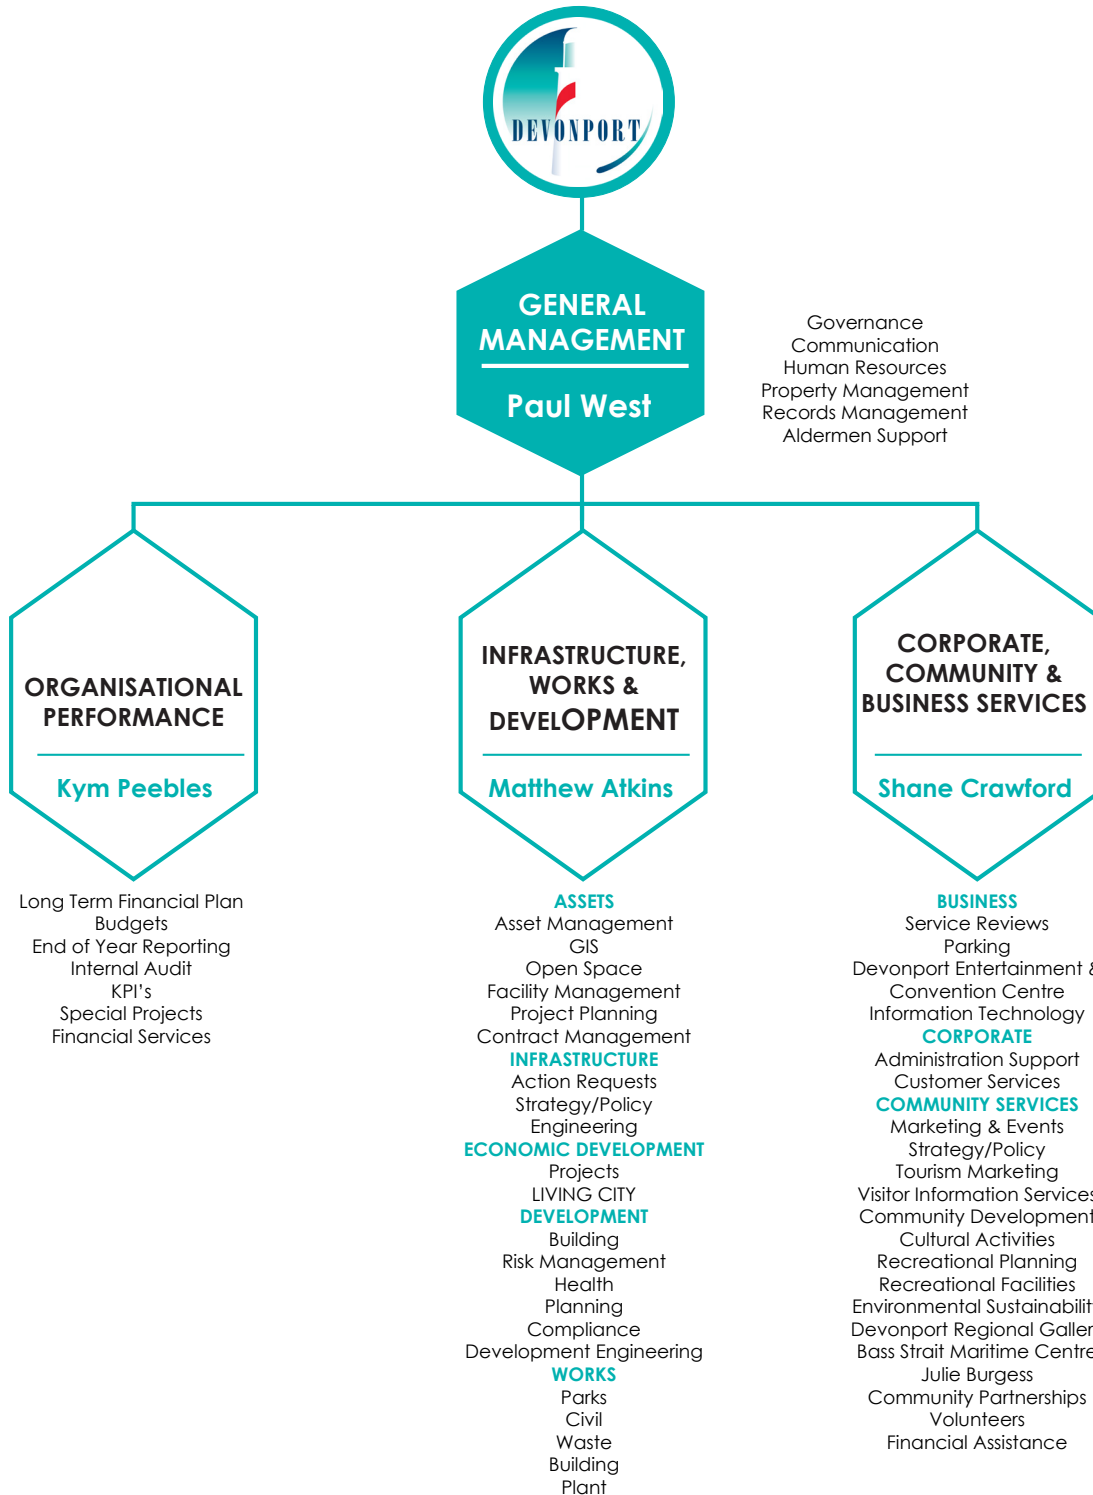 DEVONPORT
GENERAL
MANAGEMENT
Paul West
Governance
Communication
Human Resources
Property Management
Records Management
Aldermen Support
ORGANISATIONAL
PERFORMANCE
Kym Peebles
Long Term Financial Plan
Budgets
End of Year Reporting
Internal Audit
KPI's
Special Projects
Financial Services
INFRASTRUCTURE,
WORKS &
DEVELOPMENT
Matthew Atkins
ASSETS
Asset Management
GIS
Open Space
Facility Management
Project Planning
Contract Management
INFRASTRUCTURE
Action Requests
Strategy/Policy
Engineering
ECONOMIC DEVELOPMENT
Projects
LIVING CITY
DEVELOPMENT
Building
Risk Management
Health
Planning
Compliance
Development Engineering
WORKS
Parks
Civil
Waste
Building
Plant
CORPORATE,
COMMUNITY &
BUSINESS SERVICES
Shane Crawford
BUSINESS
Service Reviews
Parking
Devonport Entertainment &
Convention Centre
Information Technology
CORPORATE
Administration Support
Customer Services
COMMUNITY SERVICES
Marketing & Events
Strategy/Policy
Tourism Marketing
Visitor Information Services
Community Development
Cultural Activities
Recreational Planning
Recreational Facilities
Environmental Sustainabilit
Devonport Regional Galler
Bass Strait Maritime Centre
Julie Burgess
Community Partnerships
Volunteers
Financial Assistance